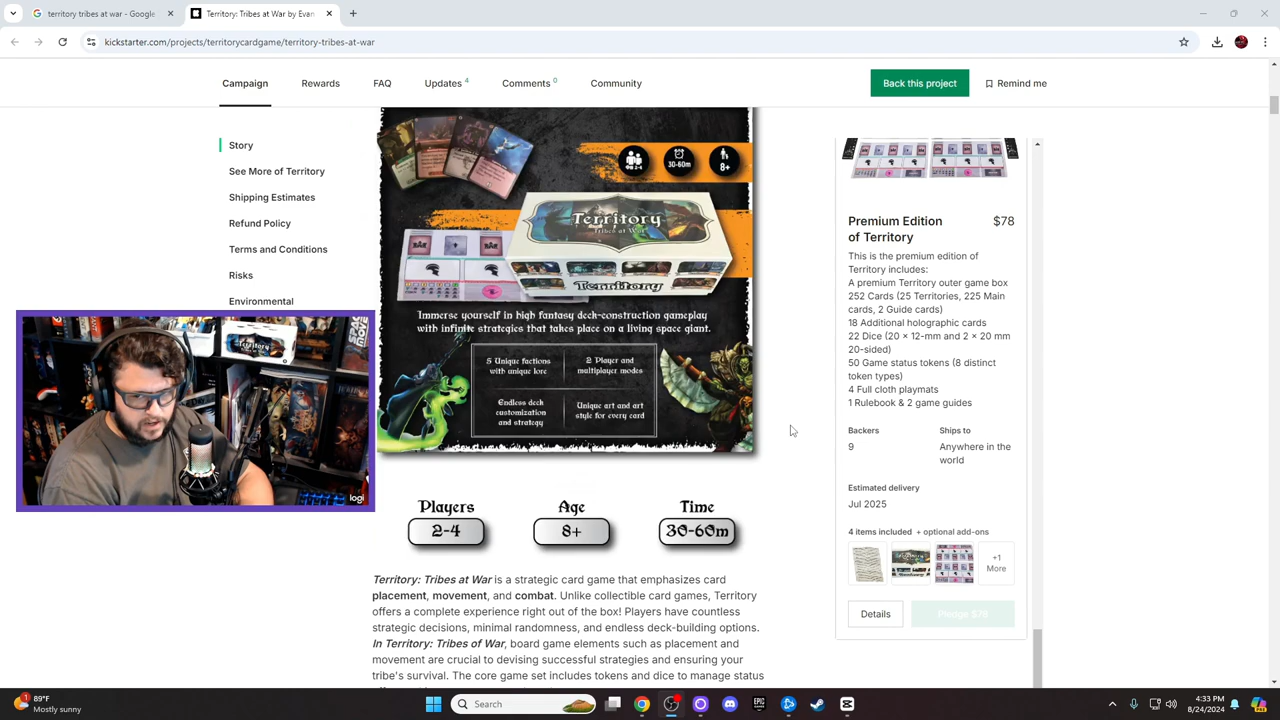 territory tribes at war - Google
Territory: Tribes at War by Evan
kickstarter.com/projects/territorycardgame/territory-tribes-at-war
Campaign
Rewards
FAQ
Updates 4
Comments 0
Community
Back this project
Remind me
Story
See More of Territory
Shipping Estimates
Refund Policy
Terms and Conditions
Risks
Environmental
2-4
30-60m
8+
Territory
Tribes at War
Territory
Immerse yourself in high fantasy deck-construction gameplay
with infinite strategies that takes place on a living space giant.
5 Unique factions
with unique lore
2 Player and
multiplayer modes
Endless deck
customization
and strategy
Unique art and art
style for every card
Players
2-4
Age
8+
Time
30-60m
Territory: Tribes at War is a strategic card game that emphasizes card
placement, movement, and combat. Unlike collectible card games, Territory
offers a complete experience right out of the box! Players have countless
strategic decisions, minimal randomness, and endless deck-building options.
In Territory: Tribes of War, board game elements such as placement and
movement are crucial to devising successful strategies and ensuring your
tribe's survival. The core game set includes tokens and dice to manage status
Premium Edition
of Territory
$78
This is the premium edition of
Territory includes:
A premium Territory outer game box
252 Cards (25 Territories, 225 Main
cards, 2 Guide cards)
18 Additional holographic cards
22 Dice (20 × 12-mm and 2 × 20 mm
20-sided)
50 Game status tokens (8 distinct
token types)
4 Full cloth playmats
1 Rulebook & 2 game guides
Backers
9
Ships to
Anywhere in the
world
Estimated delivery
Jul 2025
4 items included + optional add-ons
+1
More
Details
Pledge $78
Territory
logi
1
89°F
Mostly sunny
Search
4:33 PM
8/24/2024